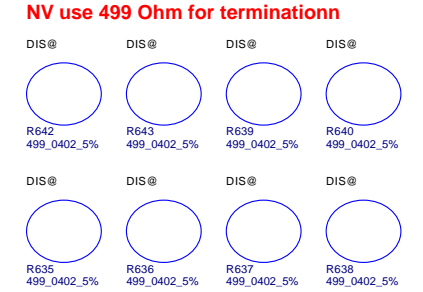 NV use 499 Ohm for terminationn
DIS@ DIS@ DIS@ DIS@
R642 R643 R639 R640
499_0402_5% 499_0402_5% 499_0402_5% 499_0402_5%
DIS@ DIS@ DIS@ DIS@
R635 R636 R637 R638
499_0402_5% 499_0402_5% 499_0402_5% 499_0402_5%